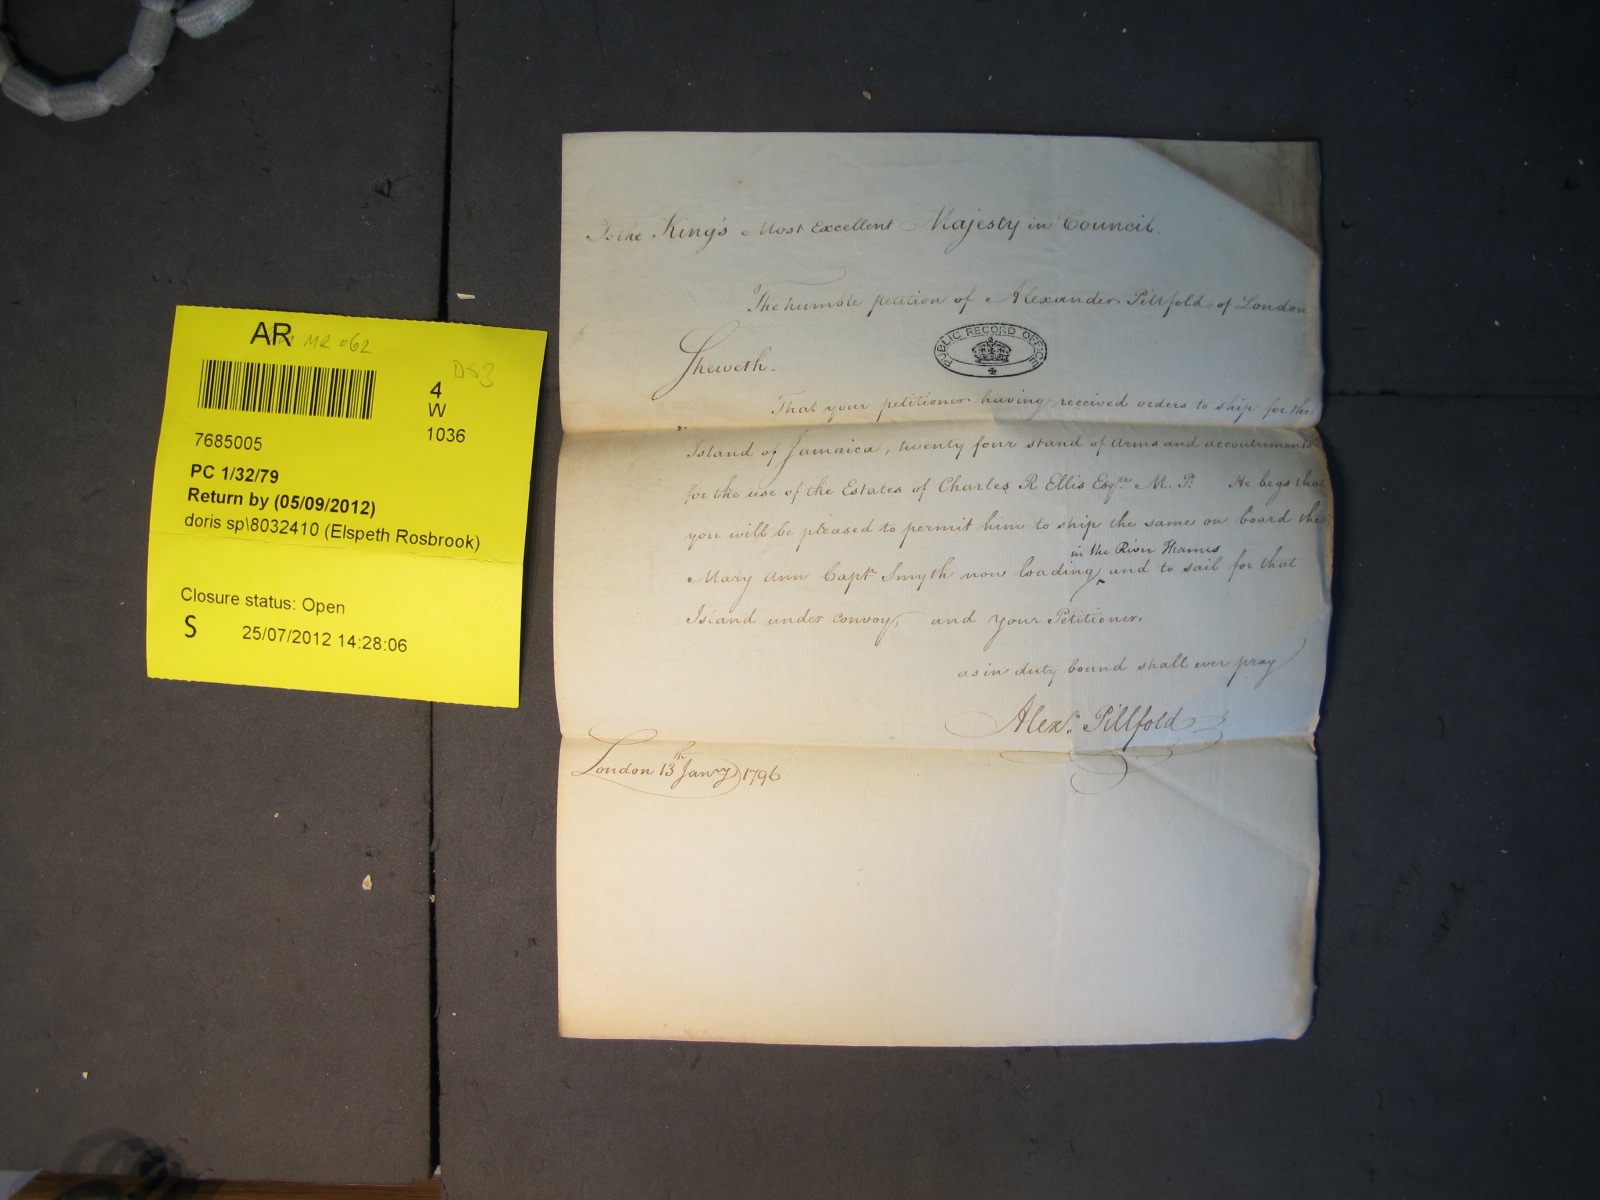 AR MR 062
D53
4
W
1036
7685005
PC 1/32/79
Return by (05/09/2012)
doris sp\8032410 (Elspeth Rosbrook)
Closure status: Open
S 25/07/2012 14:28:06
To the King's Most Excellent Majesty in Council.
The humble petition of Alexander Pillfold of London
PUBLIC RECORD OFFICE
Sheweth.
That your petitioner having received orders to ship for the
Island of Jamaica, twenty four stand of Arms and accoutrements
for the use of the Estates of Charles R Ellis Esqre M. P. He begs that
you will be pleased to permit him to ship the same on board the
in the River Thames
Mary Ann Captn Smyth now loading ‸ and to sail for that
Island under convoy, and your Petitioner.
as in duty bound shall ever pray
Alexr. Pillfold
London 13th Janry 1796